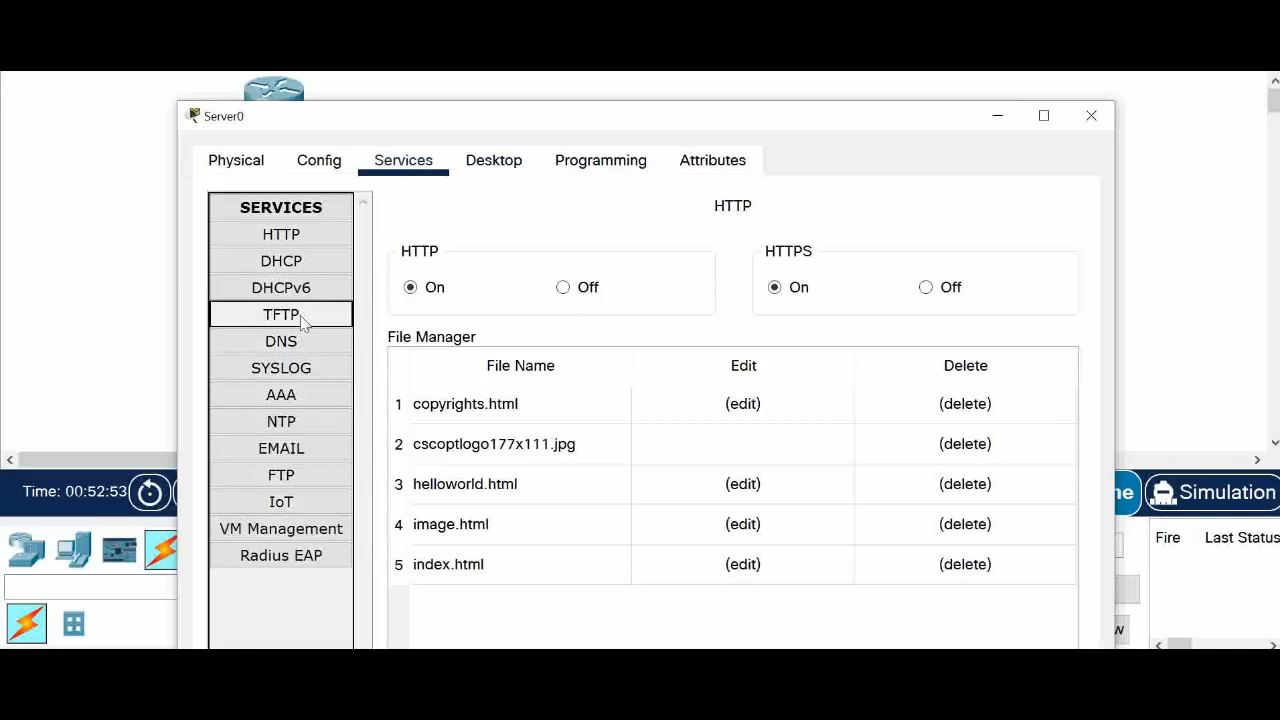 Server0
Physical Config Services Desktop Programming Attributes
SERVICES
HTTP
DHCP
DHCPv6
TFTP
DNS
SYSLOG
AAA
NTP
EMAIL
FTP
IoT
VM Management
Radius EAP
HTTP
HTTP
On Off
HTTPS
On Off
File Manager
File Name Edit Delete
1 copyrights.html (edit) (delete)
2 cscoptlogo177x111.jpg (delete)
3 helloworld.html (edit) (delete)
4 image.html (edit) (delete)
5 index.html (edit) (delete)
Time: 00:52:53
Simulation
Fire Last Status